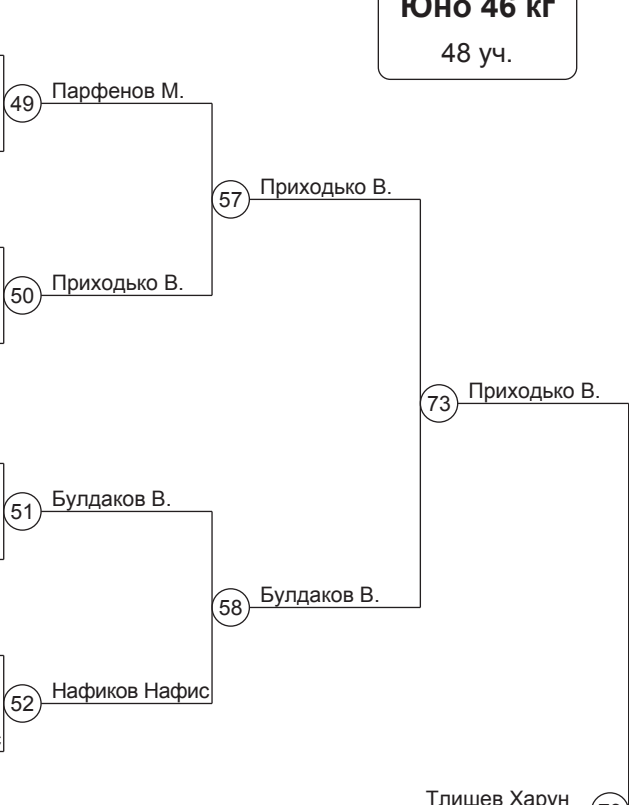 Юно 46 кг
48 уч.
49 Парфенов М.
57 Приходько В.
50 Приходько В.
73 Приходько В.
51 Булдаков В.
58 Булдаков В.
52 Нафиков Нафис
Тлищев Харун